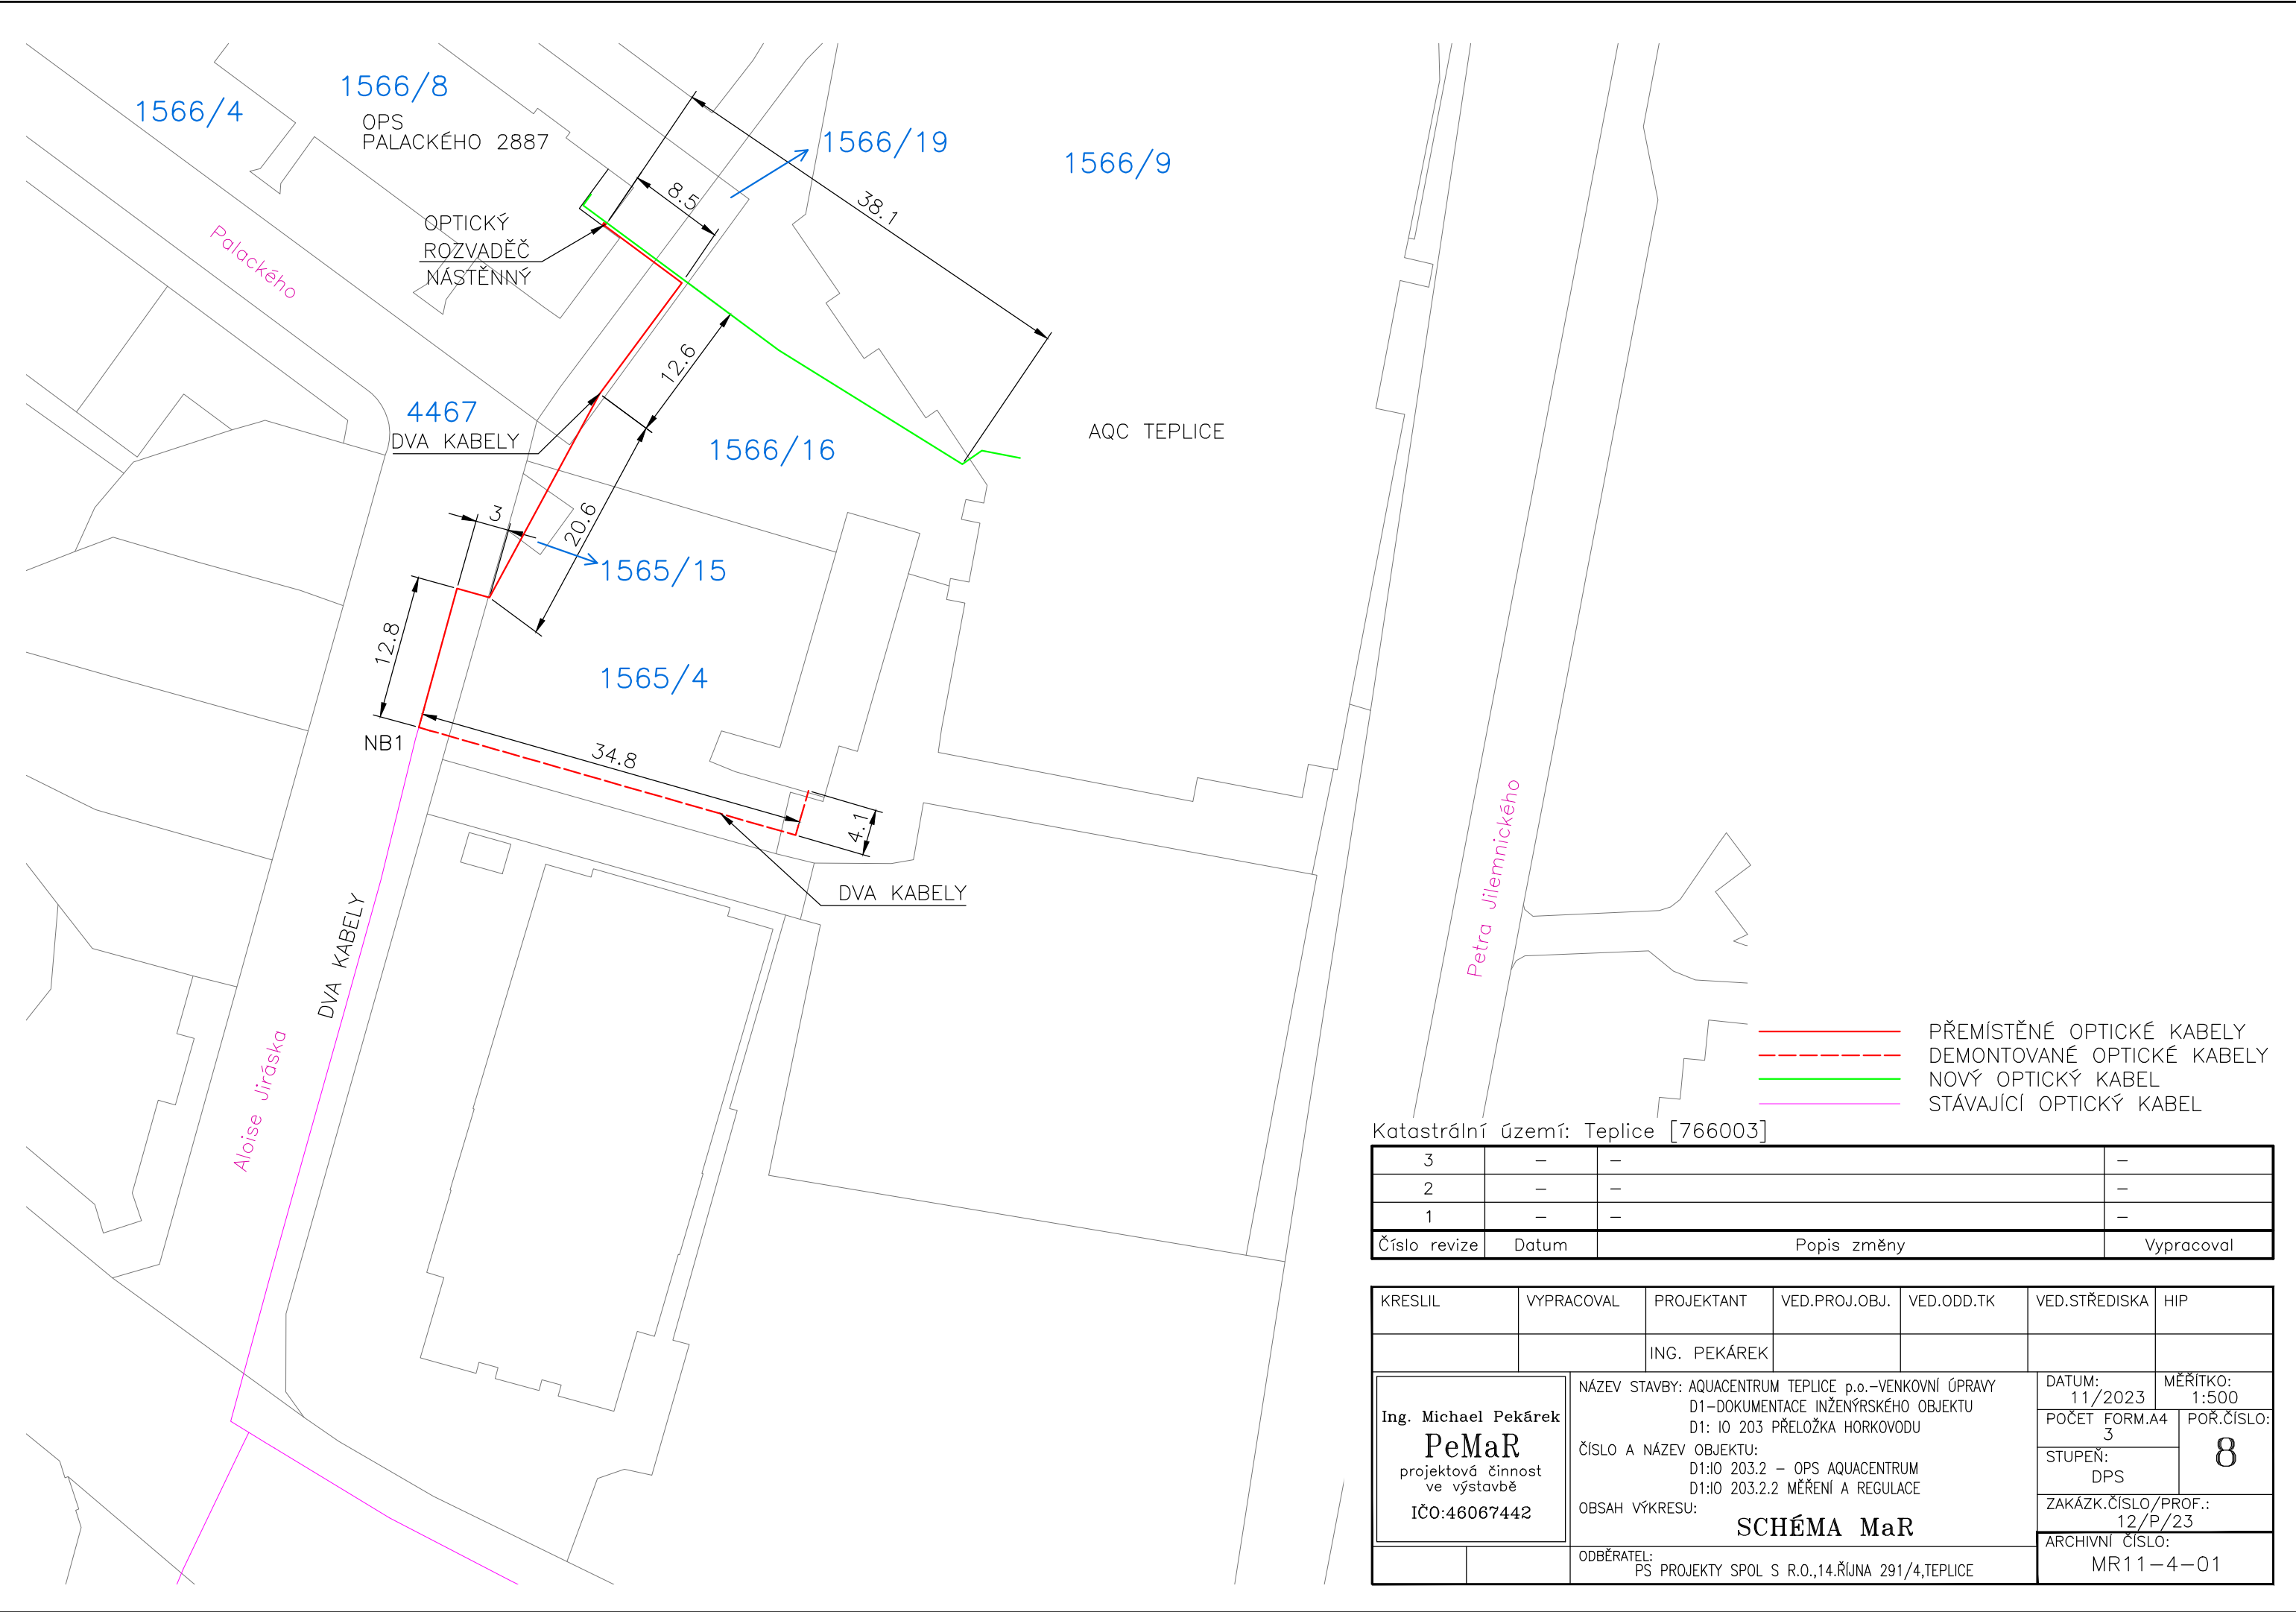 1566/8
1566/4
OPS
PALACKÉHO 2887
1566/19
1566/9
8.5
38.1
OPTICKÝ
ROZVADĚČ
NÁSTĚNNÝ
Palackého
12.6
4467
DVA KABELY
1566/16
AQC TEPLICE
3
20.6
1565/15
12.8
1565/4
NB1
34.8
4.1
DVA KABELY
DVA KABELY
Aloise Jiráska
Petra Jilemnického
PŘEMÍSTĚNÉ OPTICKÉ KABELY
DEMONTOVANÉ OPTICKÉ KABELY
NOVÝ OPTICKÝ KABEL
STÁVAJÍCÍ OPTICKÝ KABEL
Katastrální území: Teplice [766003]
3 – – –
2 – – –
1 – – –
Číslo revize Datum Popis změny Vypracoval
KRESLIL VYPRACOVAL PROJEKTANT VED.PROJ.OBJ. VED.ODD.TK VED.STŘEDISKA HIP
ING. PEKÁREK
Ing. Michael Pekárek
PeMaR
projektová činnost
ve výstavbě
IČO:46067442
NÁZEV STAVBY: AQUACENTRUM TEPLICE p.o.–VENKOVNÍ ÚPRAVY
D1–DOKUMENTACE INŽENÝRSKÉHO OBJEKTU
D1: IO 203 PŘELOŽKA HORKOVODU
ČÍSLO A NÁZEV OBJEKTU:
D1:IO 203.2 – OPS AQUACENTRUM
D1:IO 203.2.2 MĚŘENÍ A REGULACE
OBSAH VÝKRESU:
SCHÉMA MaR
ODBĚRATEL:
PS PROJEKTY SPOL S R.O.,14.ŘÍJNA 291/4,TEPLICE
DATUM:
11/2023
MĚŘÍTKO:
1:500
POČET FORM.A4
3
POŘ.ČÍSLO:
8
STUPEŇ:
DPS
ZAKÁZK.ČÍSLO/PROF.:
12/P/23
ARCHIVNÍ ČÍSLO:
MR11–4–01